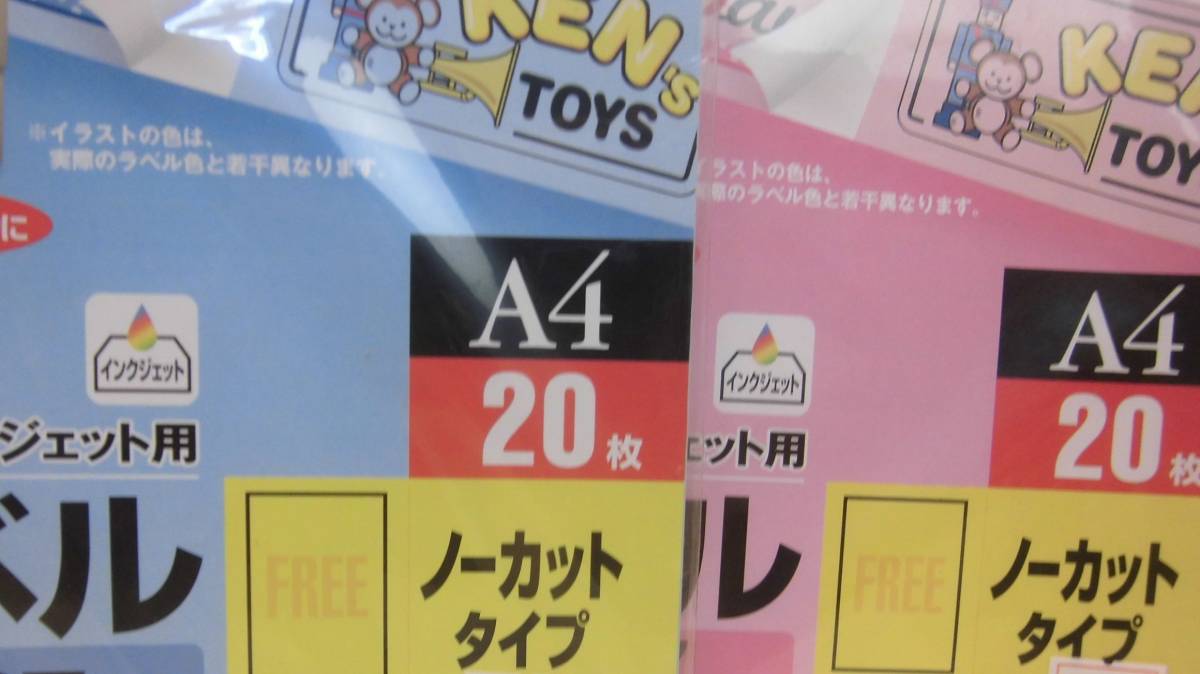 KEN's
TOYS
※イラストの色は、
実際のラベル色と若干異なります。
に
A4
20枚
インクジェット
ジェット用
ベル
FREE
ノーカット
タイプ
TOY
イラストの色は、
実際のラベル色と若干異なります。
A4
20枚
インクジェット
ェット用
ル
FREE
ノーカット
タイプ